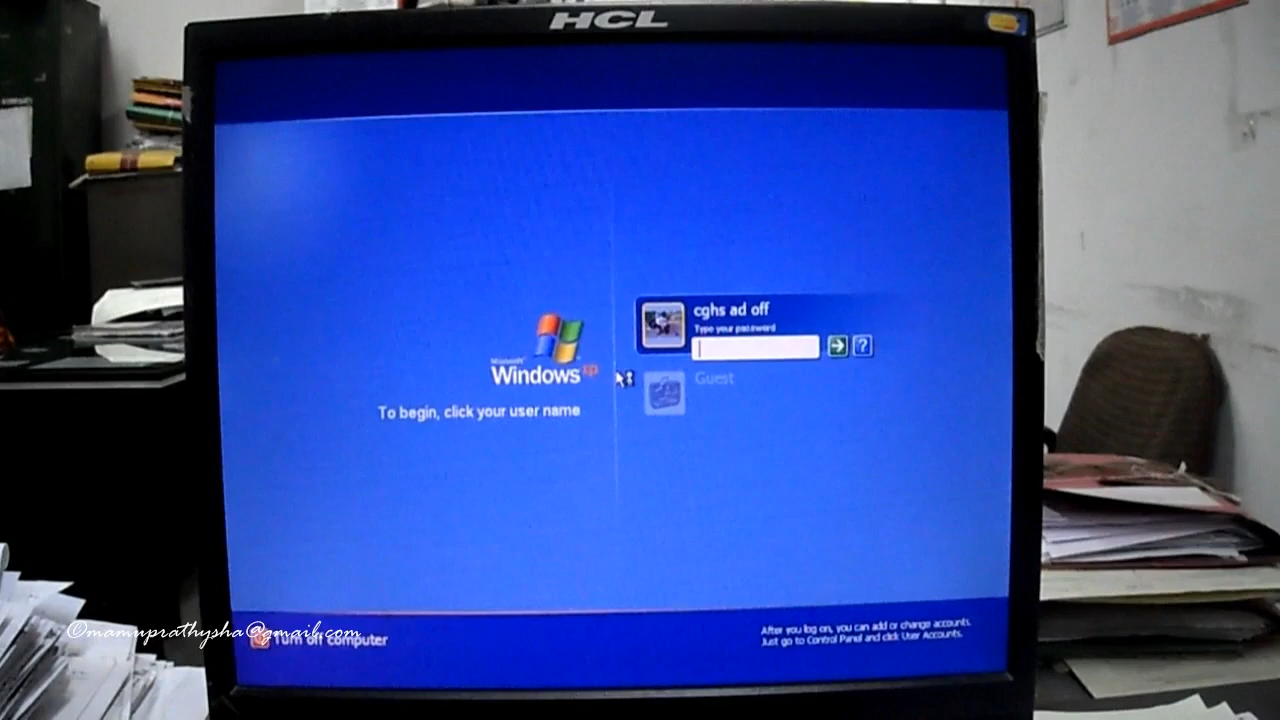 HCL
cghs ad off
Type your password
?
Guest
Microsoft
Windows xp
To begin, click your user name
©mamuprathysha@gmail.com
Turn off computer
After you log on, you can add or change accounts.
Just go to Control Panel and click User Accounts.